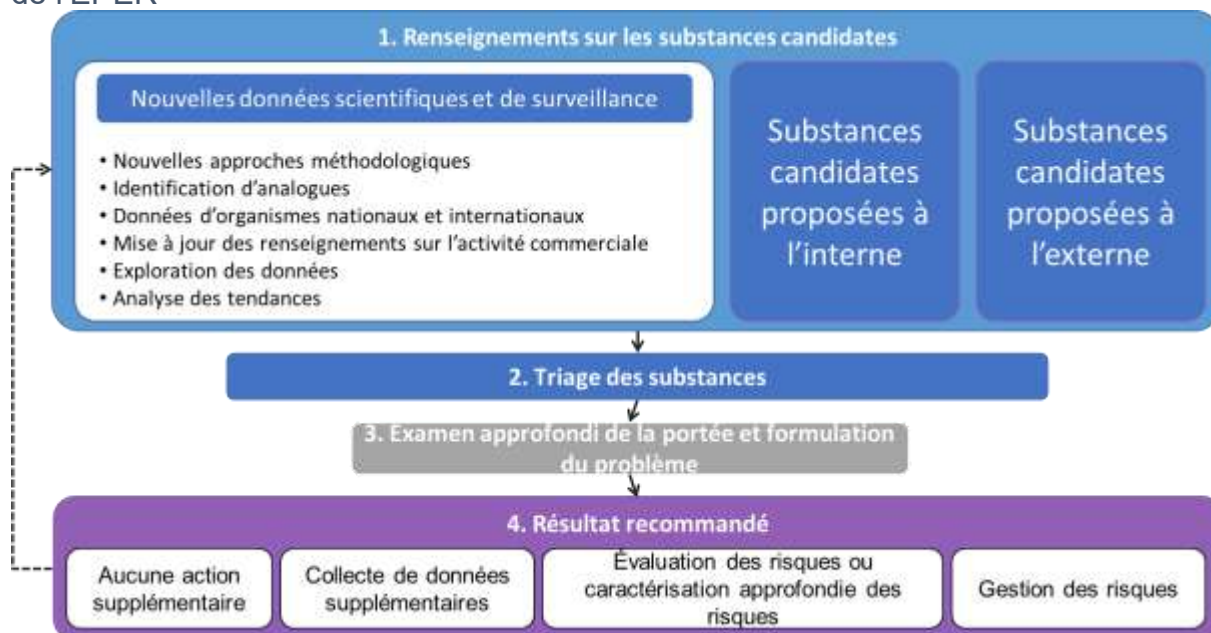 de l'EPER
1. Renseignements sur les substances candidates
Nouvelles données scientifiques et de surveillance
• Nouvelles approches méthodologiques
• Identification d'analogues
• Données d'organismes nationaux et internationaux
• Mise à jour des renseignements sur l'activité commerciale
• Exploration des données
• Analyse des tendances
Substances
candidates
proposées à
l'interne
Substances
candidates
proposées à
l'externe
2. Triage des substances
3. Examen approfondi de la portée et formulation
du problème
4. Résultat recommandé
Aucune action
supplémentaire
Collecte de données
supplémentaires
Évaluation des risques ou
caractérisation approfondie des
risques
Gestion des risques